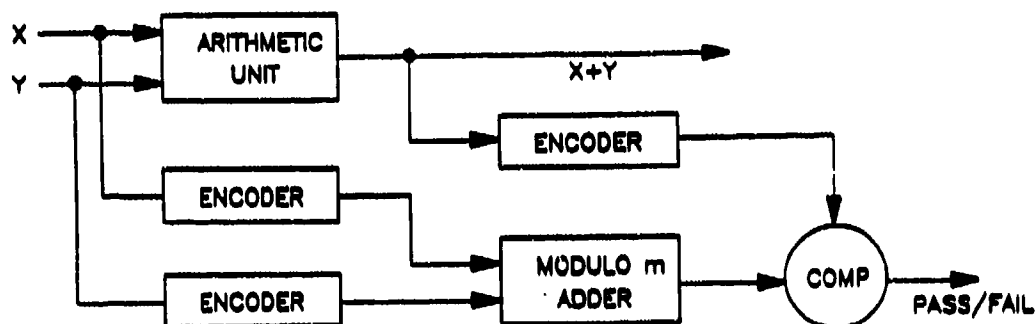 X
ARITHMETIC
UNIT
X+Y
Y
ENCODER
ENCODER
MODULO m
ADDER
COMP
ENCODER
PASS/FAIL